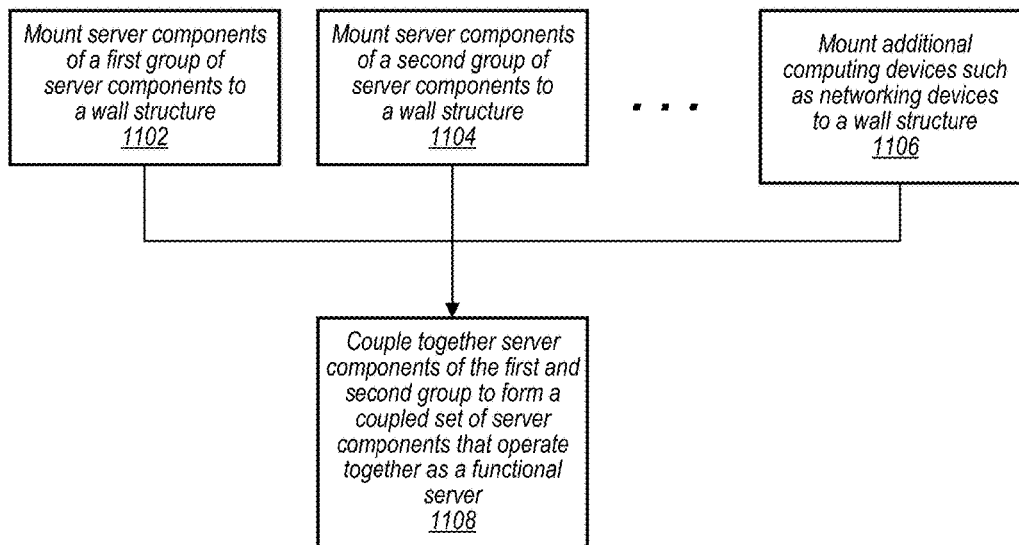 Mount server components
of a first group of
server components to
a wall structure
1102
Mount server components
of a second group of
server components to
a wall structure
1104
. . .
Mount additional
computing devices such
as networking devices
to a wall structure
1106
Couple together server
components of the first and
second group to form a
coupled set of server
components that operate
together as a functional
server
1108